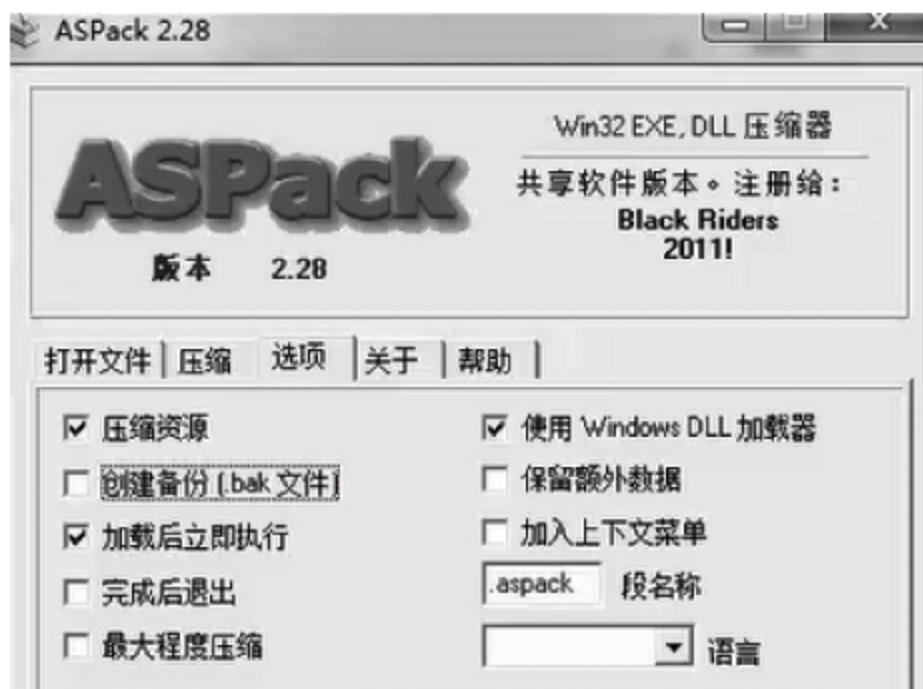 ASPack 2.28
ASPack
版本 2.28
Win32 EXE, DLL 压缩器
共享软件版本。注册给：
Black Riders
2011!
打开文件 压缩 选项 关于 帮助
压缩资源
创建备份 (.bak 文件)
加载后立即执行
完成后退出
最大程度压缩
使用 Windows DLL 加载器
保留额外数据
加入上下文菜单
.aspack 段名称
语言